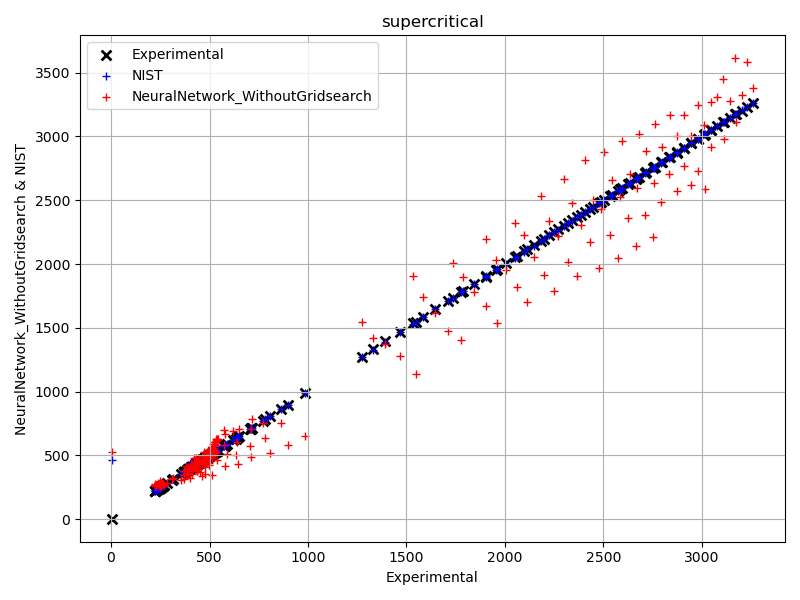 supercritical
Experimental
NIST
NeuralNetwork_WithoutGridsearch
NeuralNetwork_WithoutGridsearch & NIST
3500
3000
2500
2000
1500
1000
500
0
0 500 1000 1500 2000 2500 3000
Experimental